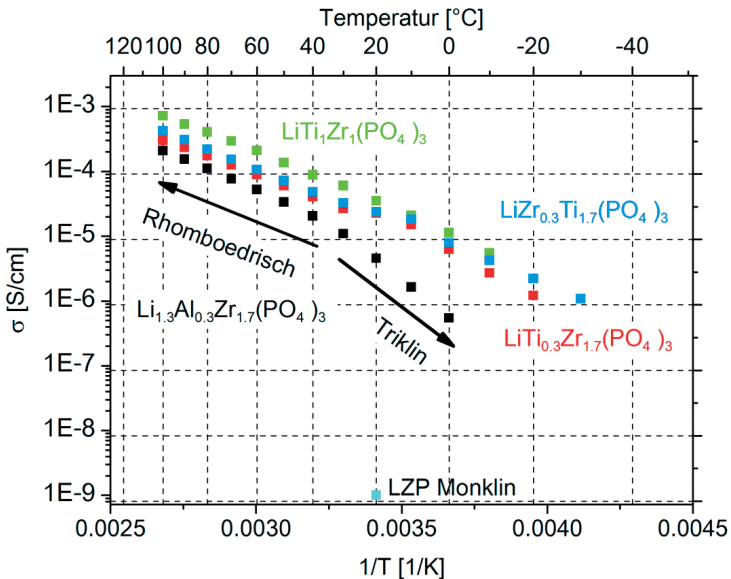 Temperatur [°C]
120 100 80 60 40 20 0 -20 -40
1E-3
LiTi₁Zr₁(PO₄ )₃
1E-4
LiZr₀.₃Ti₁.₇(PO₄ )₃
Rhomboedrisch
1E-5
σ [S/cm]
1E-6
Li₁.₃Al₀.₃Zr₁.₇(PO₄ )₃
Triklin
LiTi₀.₃Zr₁.₇(PO₄ )₃
1E-7
1E-8
1E-9
LZP Monklin
0.0025 0.0030 0.0035 0.0040 0.0045
1/T [1/K]